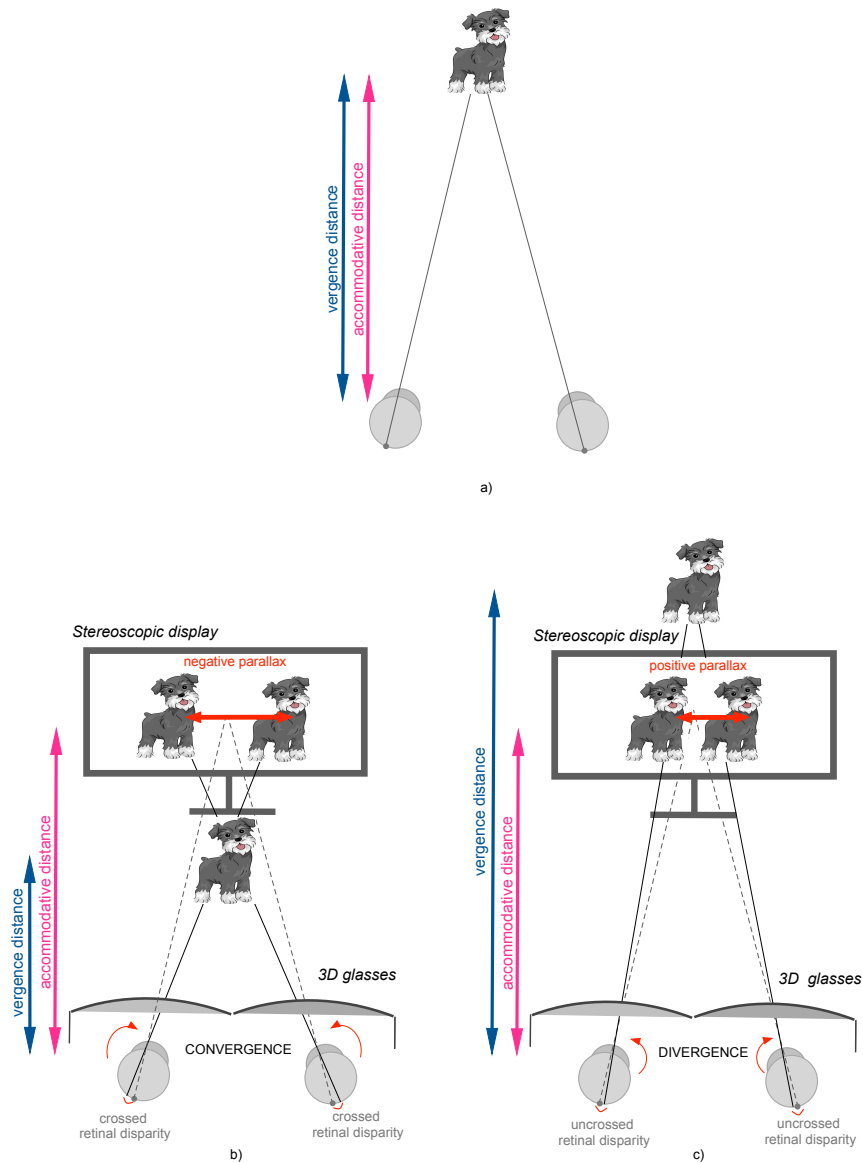 vergence distance
accommodative distance
a)
Stereoscopic display
negative parallax
vergence distance
accommodative distance
3D glasses
CONVERGENCE
crossed
retinal disparity
crossed
retinal disparity
b)
Stereoscopic display
positive parallax
vergence distance
accommodative distance
3D glasses
DIVERGENCE
uncrossed
retinal disparity
uncrossed
retinal disparity
c)